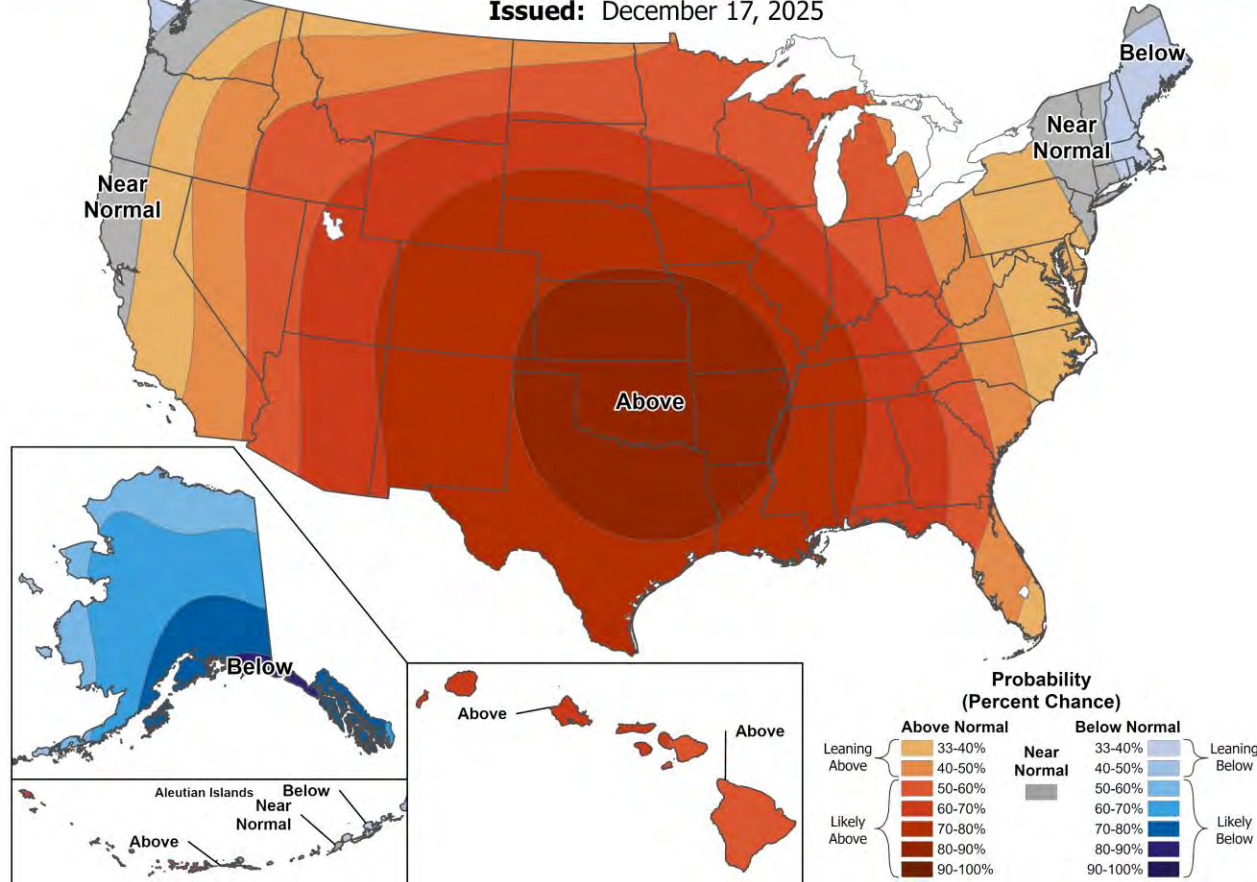 Issued: December 17, 2025
Below
Near
Normal
Near
Normal
Above
Below
Above
Above
Aleutian Islands
Below
Near
Normal
Above
Probability
(Percent Chance)
Above Normal
Below Normal
Leaning
Above
33-40%
40-50%
Near
Normal
33-40%
40-50%
Leaning
Below
Likely
Above
50-60%
60-70%
70-80%
80-90%
90-100%
50-60%
60-70%
70-80%
80-90%
90-100%
Likely
Below